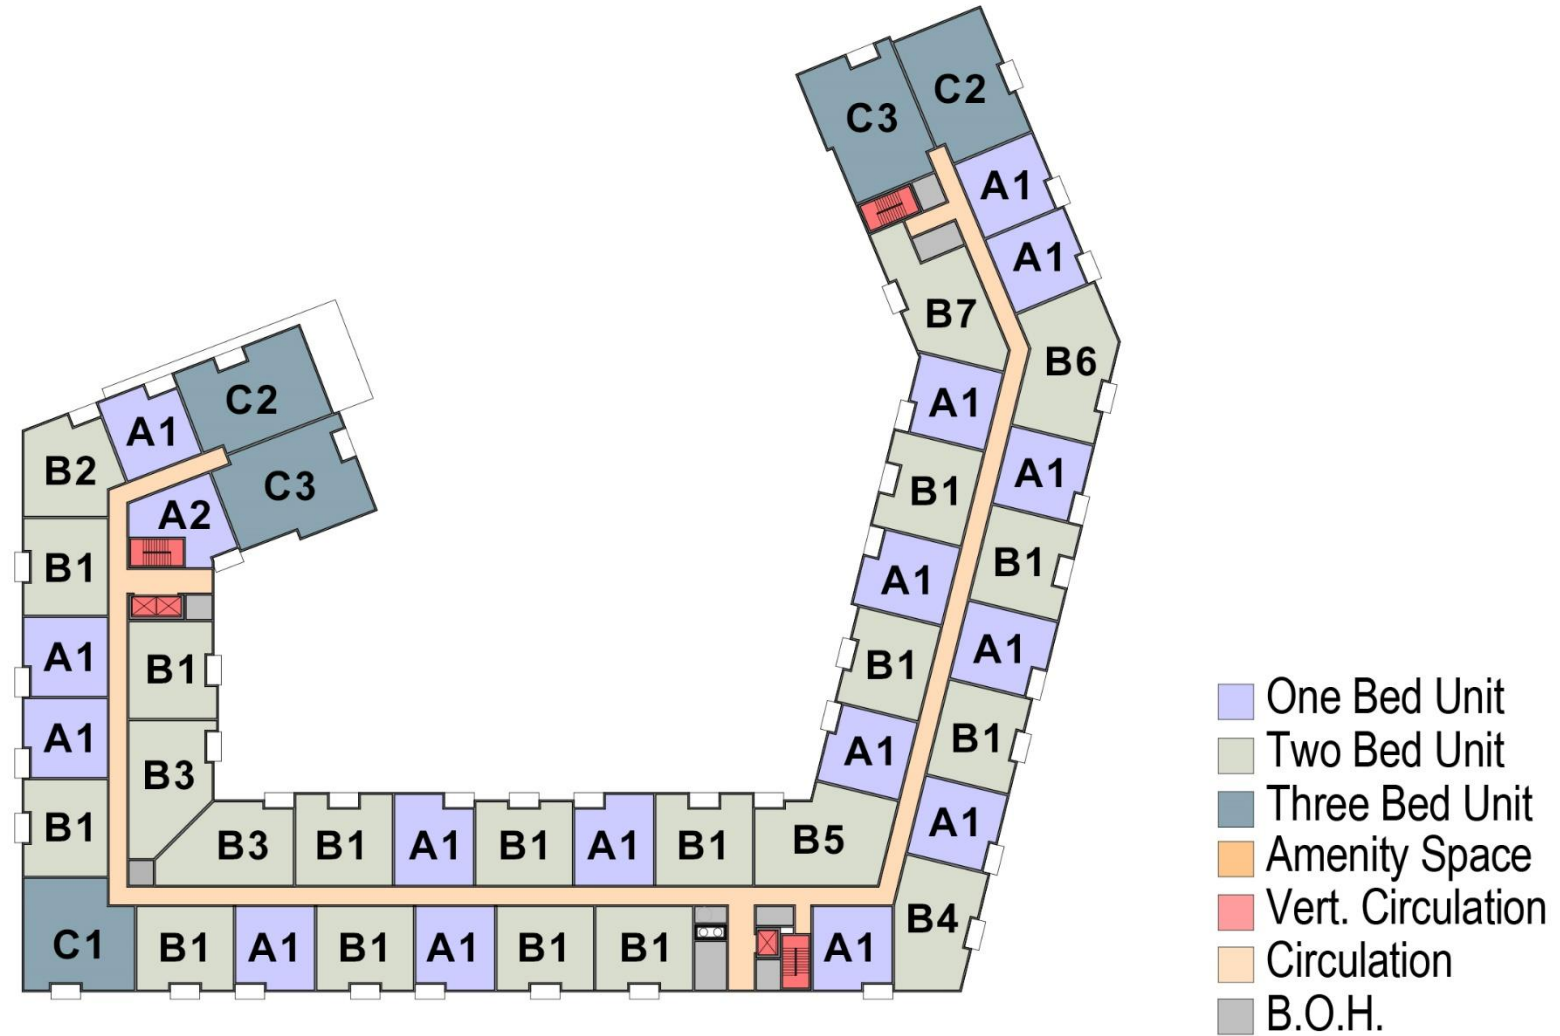 C2
C3
A1
A1
B7
B6
A1
C2
A1
A1
B2
C3
B1
A2
B1
B1
A1
B1
A1
B1
A1
B1
A1
B1
A1
A1
B3
B1
B3
B1
A1
B1
A1
B1
B5
A1
C1
B1
A1
B1
A1
B1
B1
A1
B4
One Bed Unit
Two Bed Unit
Three Bed Unit
Amenity Space
Vert. Circulation
Circulation
B.O.H.